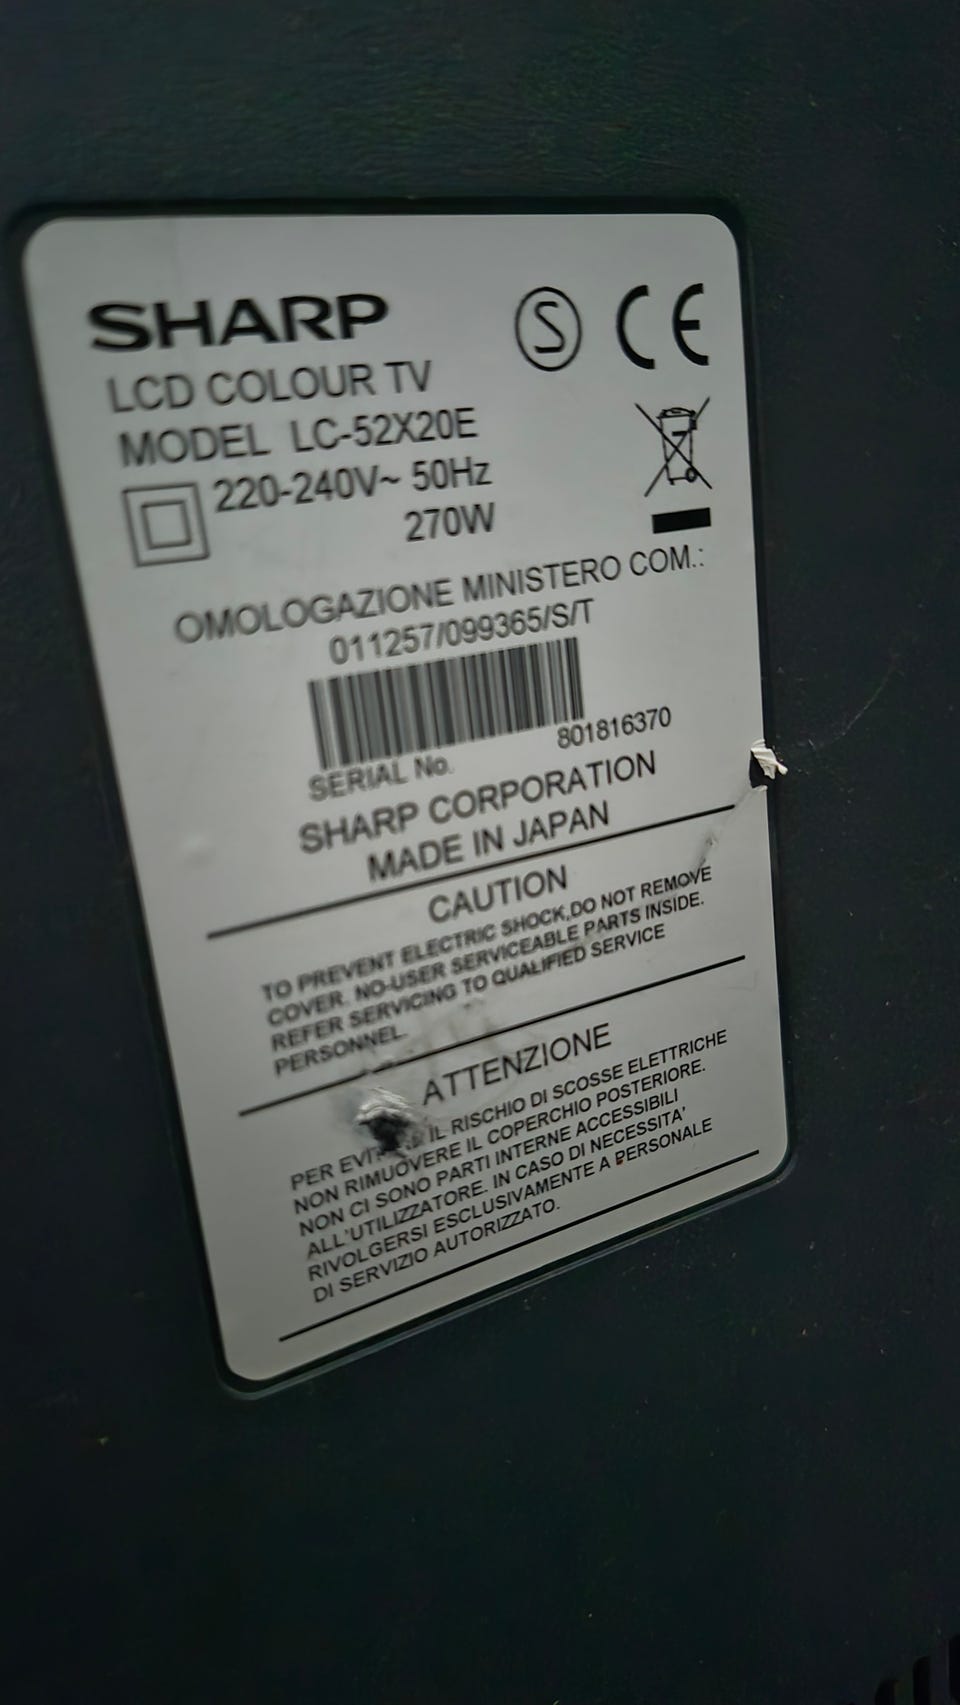 SHARP
LCD COLOUR TV
MODEL LC-52X20E
220-240V~ 50Hz
270W
OMOLOGAZIONE MINISTERO COM.:
011257/099365/S/T
801816370
SERIAL No.
SHARP CORPORATION
MADE IN JAPAN
CAUTION
TO PREVENT ELECTRIC SHOCK,DO NOT REMOVE
COVER. NO-USER SERVICEABLE PARTS INSIDE.
REFER SERVICING TO QUALIFIED SERVICE
PERSONNEL.
ATTENZIONE
PER IL RISCHIO DI SCOSSE ELETTRICHE
NON RIMUOVERE IL COPERCHIO POSTERIORE.
NON CI SONO PARTI INTERNE ACCESSIBILI
ALL'UTILIZZATORE. IN CASO DI NECESSITA'
RIVOLGERSI ESCLUSIVAMENTE A PERSONALE
DI SERVIZIO AUTORIZZATO.